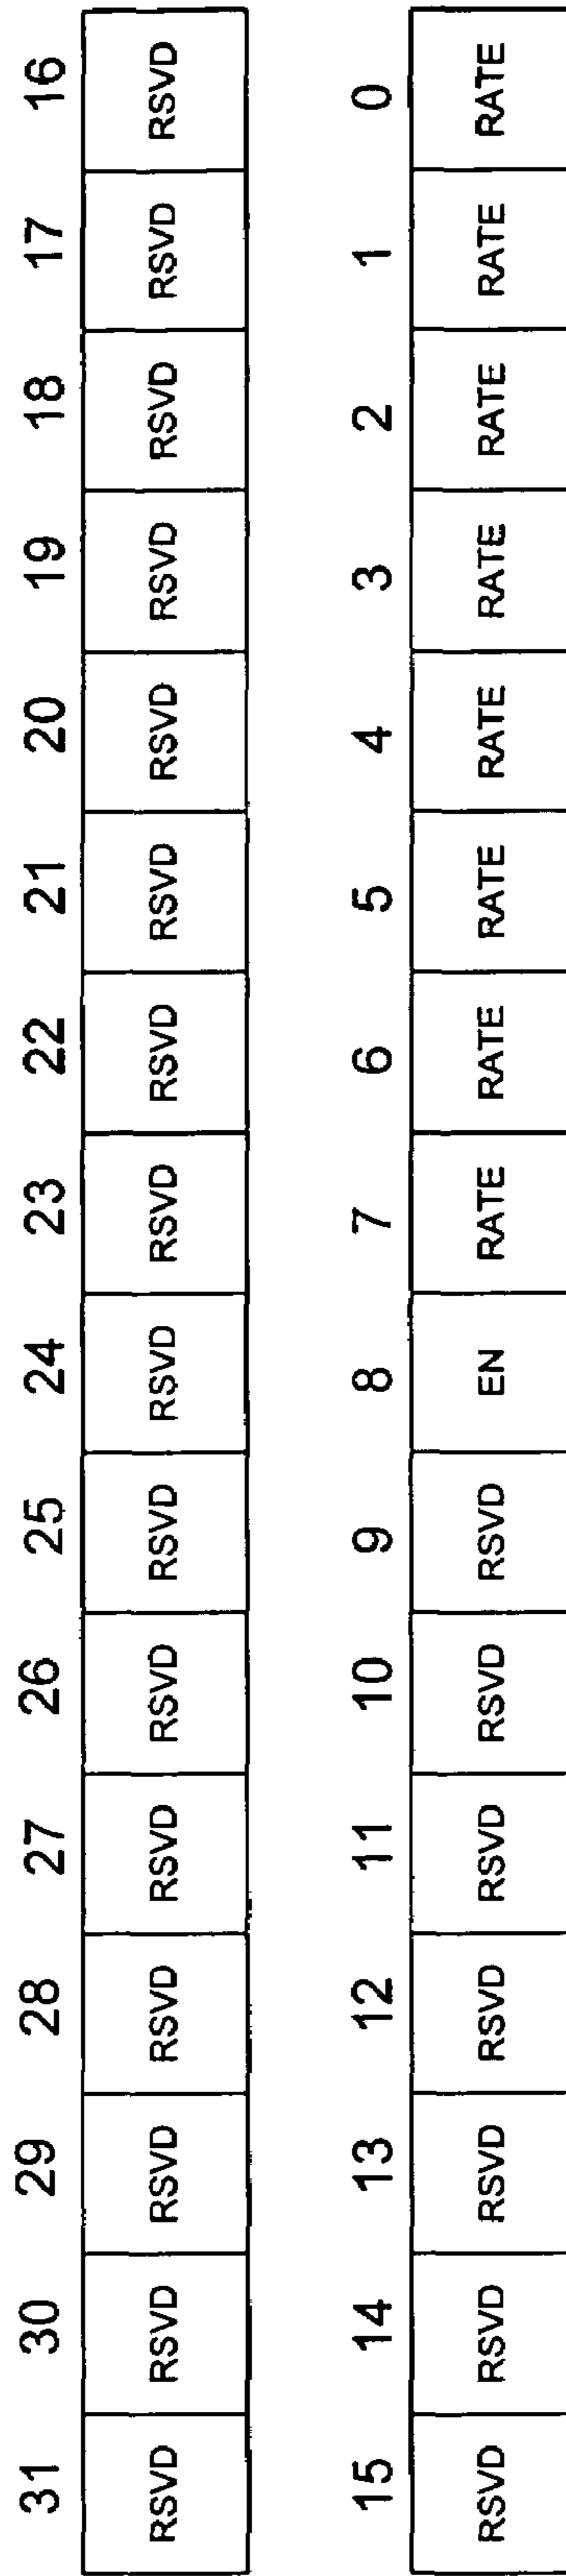 31 30 29 28 27 26 25 24 23 22 21 20 19 18 17 16
RSVD RSVD RSVD RSVD RSVD RSVD RSVD RSVD RSVD RSVD RSVD RSVD RSVD RSVD RSVD RSVD
15 14 13 12 11 10 9 8 7 6 5 4 3 2 1 0
RSVD RSVD RSVD RSVD RSVD RSVD RSVD EN RATE RATE RATE RATE RATE RATE RATE RATE